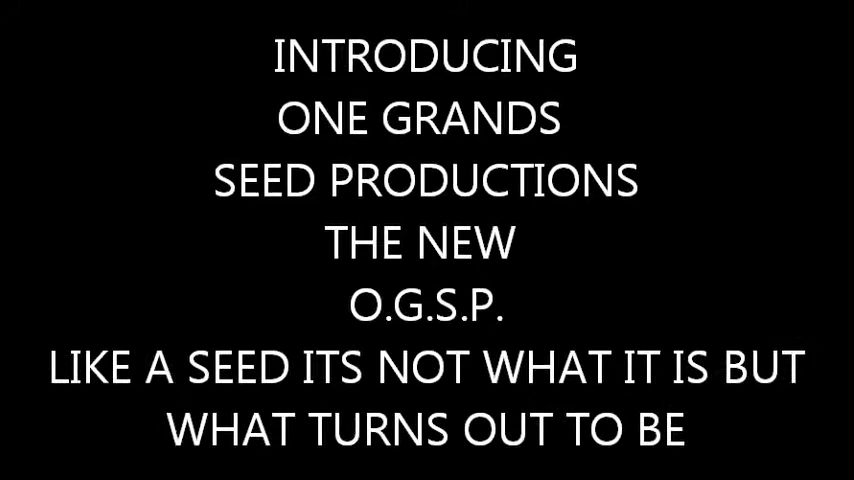 INTRODUCING
ONE GRANDS
SEED PRODUCTIONS
THE NEW
O.G.S.P.
LIKE A SEED ITS NOT WHAT IT IS BUT
WHAT TURNS OUT TO BE